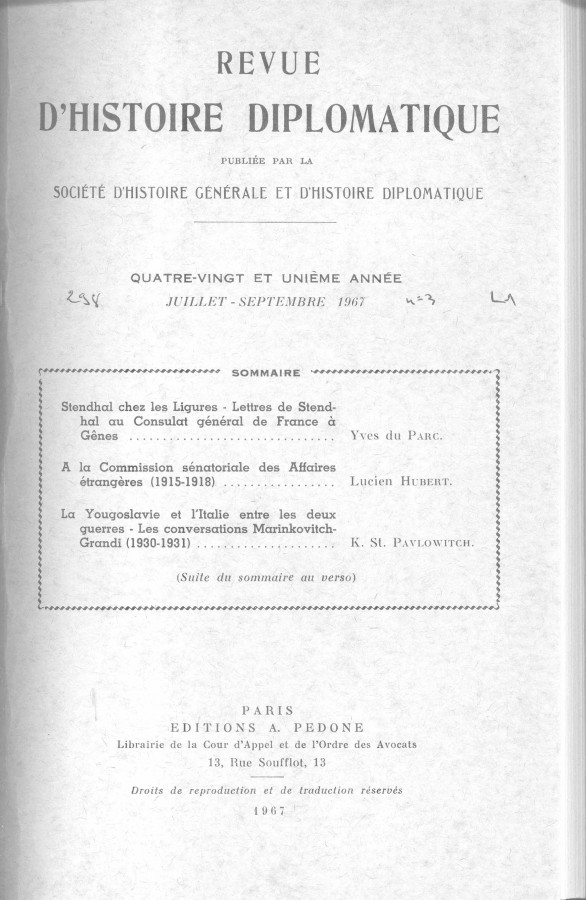 REVUE
D'HISTOIRE DIPLOMATIQUE
PUBLIÉE PAR LA
SOCIÉTÉ D'HISTOIRE GÉNÉRALE ET D'HISTOIRE DIPLOMATIQUE
QUATRE-VINGT ET UNIÈME ANNÉE
298 JUILLET - SEPTEMBRE 1967 n=3 L1
SOMMAIRE
Stendhal chez les Ligures - Lettres de Stend-
hal au Consulat général de France à
Gênes .............................. Yves du PARC.
A la Commission sénatoriale des Affaires
étrangères (1915-1918) ................ Lucien HUBERT.
La Yougoslavie et l'Italie entre les deux
guerres - Les conversations Marinkovitch-
Grandi (1930-1931) .................... K. St. PAVLOWITCH.
(Suite du sommaire au verso)
PARIS
EDITIONS A. PEDONE
Librairie de la Cour d'Appel et de l'Ordre des Avocats
13, Rue Soufflot, 13
Droits de reproduction et de traduction réservés
1967